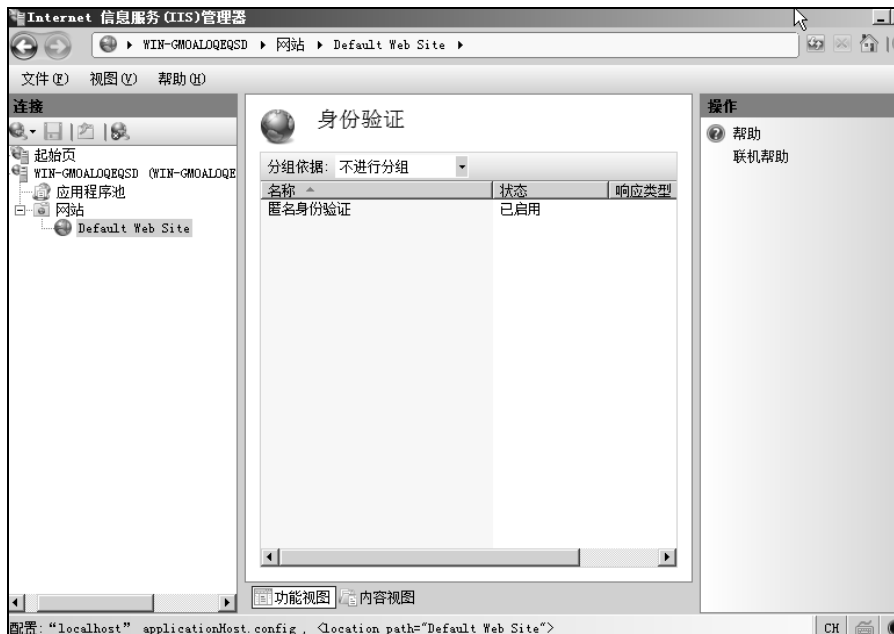 Internet 信息服务(IIS)管理器
WIN-GMOALOQEQSD ▸ 网站 ▸ Default Web Site ▸
文件(F) 视图(V) 帮助(H)
连接
起始页
WIN-GMOALOQEQSD (WIN-GMOALOQE
应用程序池
网站
Default Web Site
身份验证
分组依据: 不进行分组
名称 状态 响应类型
匿名身份验证 已启用
功能视图 内容视图
操作
帮助
联机帮助
配置: “localhost” applicationHost.config , <location path="Default Web Site">
CH